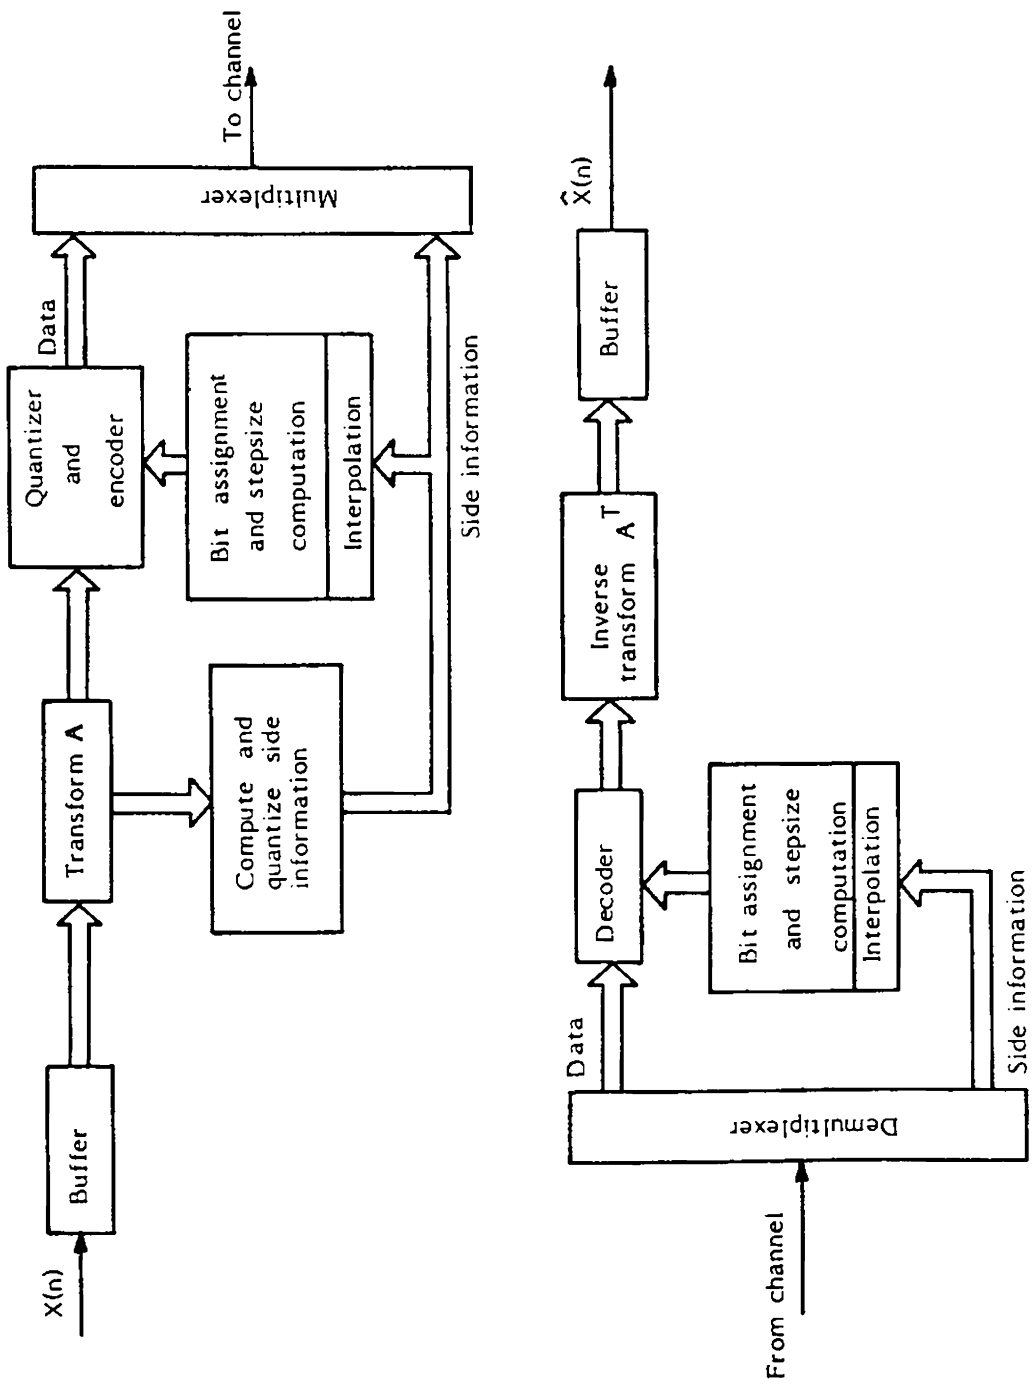 X(n)
Buffer
Transform A
Quantizer
and
encoder
Data
Multiplexer
To channel
Compute and
quantize side
information
Bit assignment
and stepsize
computation
Interpolation
Side information
From channel
Demultiplexer
Data
Decoder
Inverse
transform Aᵀ
Buffer
X̂(n)
Bit assignment
and stepsize
computation
Interpolation
Side information